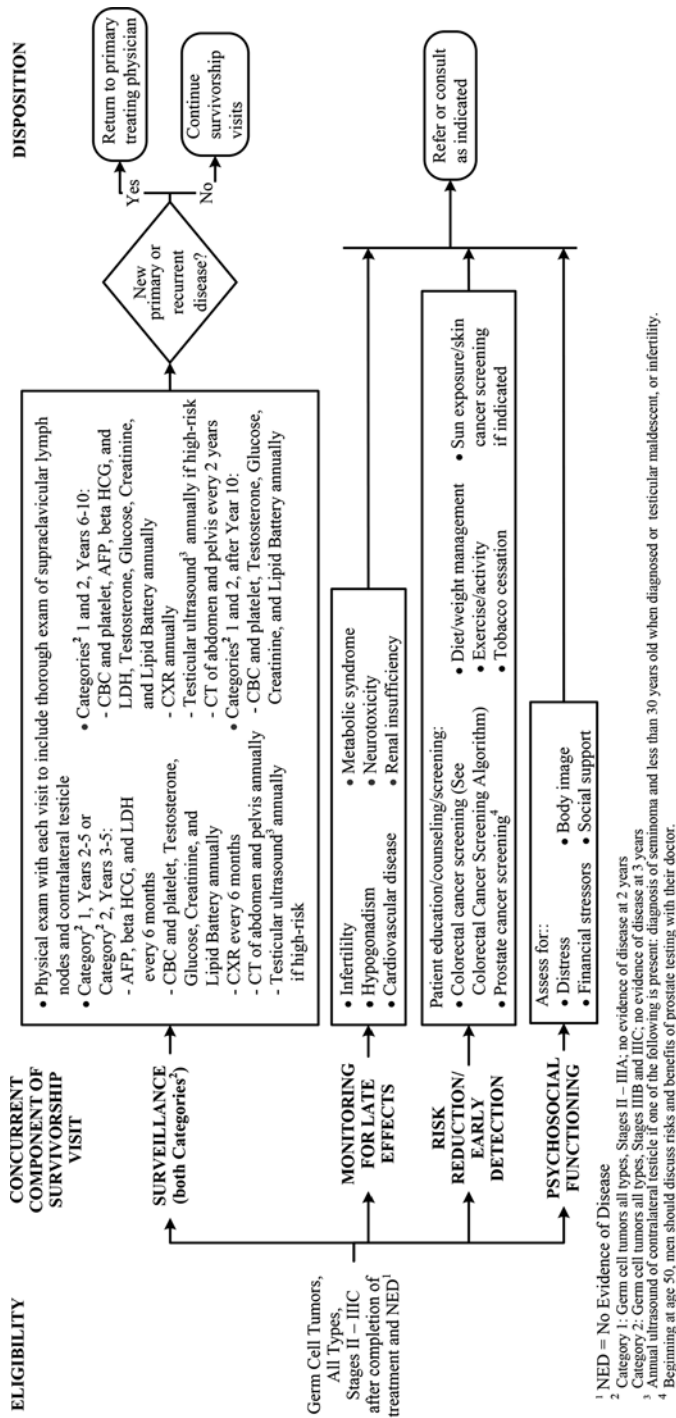 ELIGIBILITY
CONCURRENT
COMPONENT OF
SURVIVORSHIP
VISIT
DISPOSITION
Germ Cell Tumors,
All Types,
Stages II – IIIC
after completion of
treatment and NED1
SURVEILLANCE
(both Categories2)
• Physical exam with each visit to include thorough exam of supraclavicular lymph
nodes and contralateral testicle
• Category2 1, Years 2-5 or
Category2 2, Years 3-5:
- AFP, beta HCG, and LDH
every 6 months
- CBC and platelet, Testosterone,
Glucose, Creatinine, and
Lipid Battery annually
- CXR every 6 months
- CT of abdomen and pelvis annually
- Testicular ultrasound3 annually
if high-risk
• Categories2 1 and 2, Years 6-10:
- CBC and platelet, AFP, beta HCG, and
LDH, Testosterone, Glucose, Creatinine,
and Lipid Battery annually
- CXR annually
- Testicular ultrasound3 annually if high-risk
- CT of abdomen and pelvis every 2 years
• Categories2 1 and 2, after Year 10:
- CBC and platelet, Testosterone, Glucose,
Creatinine, and Lipid Battery annually
New
primary or
recurrent
disease?
Yes
Return to primary
treating physician
No
Continue
survivorship
visits
MONITORING
FOR LATE
EFFECTS
• Infertility
• Hypogonadism
• Cardiovascular disease
• Metabolic syndrome
• Neurotoxicity
• Renal insufficiency
RISK
REDUCTION/
EARLY
DETECTION
Patient education/counseling/screening:
• Colorectal cancer screening (See
Colorectal Cancer Screening Algorithm)
• Prostate cancer screening4
• Diet/weight management
• Exercise/activity
• Tobacco cessation
• Sun exposure/skin
cancer screening
if indicated
PSYCHOSOCIAL
FUNCTIONING
Assess for::
• Distress
• Financial stressors
• Body image
• Social support
Refer or consult
as indicated
1 NED = No Evidence of Disease
2 Category 1: Germ cell tumors all types, Stages II – IIIA; no evidence of disease at 2 years
Category 2: Germ cell tumors all types, Stages IIIB and IIIC; no evidence of disease at 3 years
3 Annual ultrasound of contralateral testicle if one of the following is present: diagnosis of seminoma and less than 30 years old when diagnosed or testicular maldescent, or infertility.
4 Beginning at age 50, men should discuss risks and benefits of prostate testing with their doctor.